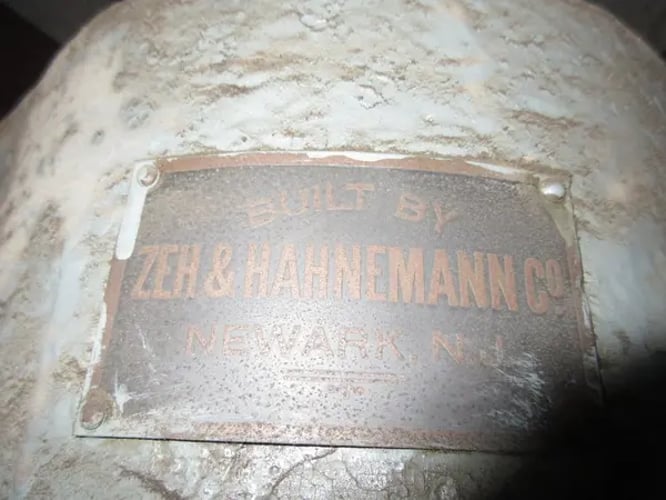 BUILT BY
ZEH & HAHNEMANN CO.
NEWARK, N.J.